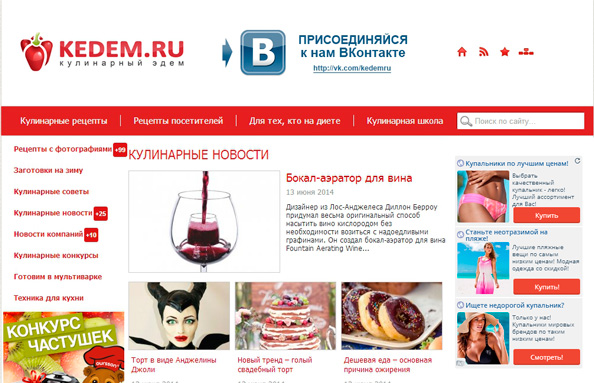 KEDEM.RU
кулинарный эдем
ПРИСОЕДИНЯЙСЯ
к нам ВКонтакте
http://vk.com/kedemru
В
Кулинарные рецепты
Рецепты посетителей
Для тех, кто на диете
Кулинарная школа
Поиск по сайту...
Рецепты с фотографиями +99
Заготовки на зиму
Кулинарные советы
Кулинарные новости +25
Новости компаний +10
Кулинарные конкурсы
Готовим в мультиварке
Техника для кухни
КОНКУРС
ЧАСТУШЕК
КУЛИНАРНЫЕ НОВОСТИ
Бокал-аэратор для вина
13 июня 2014
Дизайнер из Лос-Анджелеса Диллон Берроу
придумал весьма оригинальный способ
насытить вино кислородом без
необходимости возиться с надоедливыми
графинами. Он создал бокал-аэратор для вина
Fountain Aerating Wine...
Торт в виде Анджелины
Джоли
Новый тренд – голый
свадебный торт
Дешевая еда – основная
причина ожирения
Купальники по лучшим ценам!
Выбрать
качественный
купальник - легко!
Лучший ассортимент
для Вас!
Купить
Станьте неотразимой на
пляже!
Лучшие пляжные
вещи по самым
низким ценам! Модная
одежда со скидкой!
Купить!
Ищете недорогой купальник?
Только у нас!
Купальники мировых
брендов по таким
низким ценам!
Смотреть!